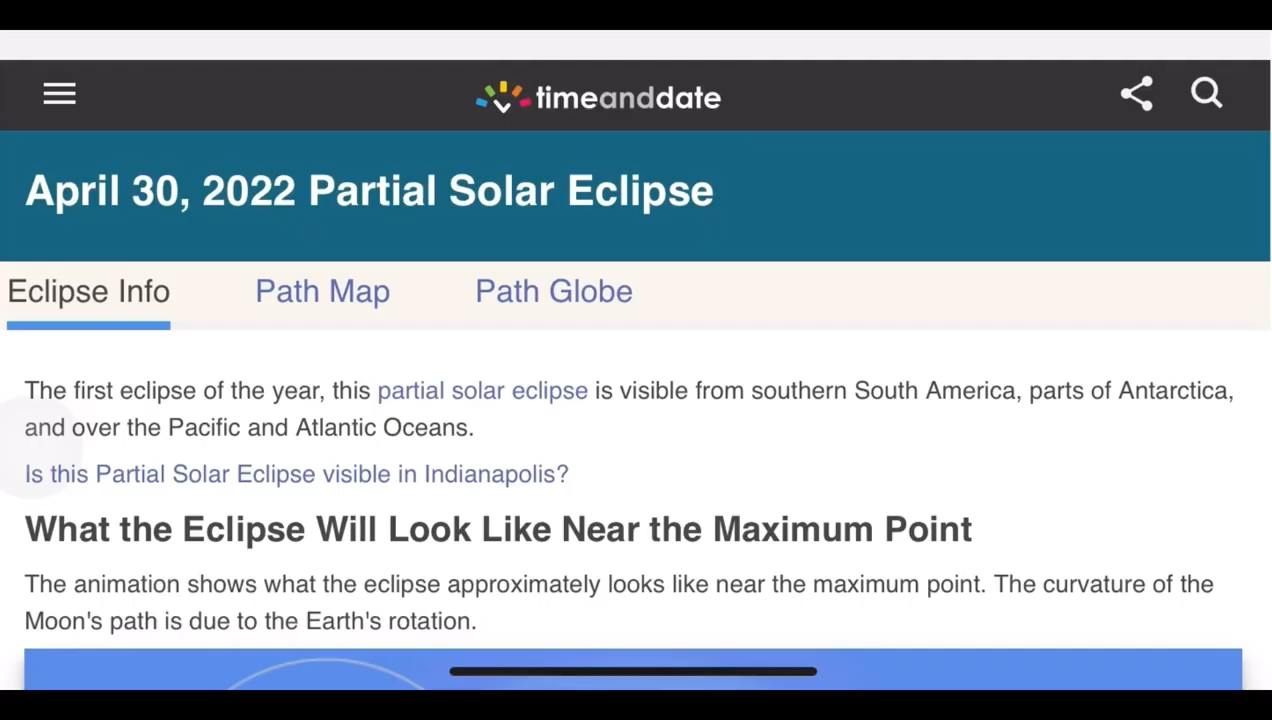 timeanddate
April 30, 2022 Partial Solar Eclipse
Eclipse Info Path Map Path Globe
The first eclipse of the year, this partial solar eclipse is visible from southern South America, parts of Antarctica,
and over the Pacific and Atlantic Oceans.
Is this Partial Solar Eclipse visible in Indianapolis?
What the Eclipse Will Look Like Near the Maximum Point
The animation shows what the eclipse approximately looks like near the maximum point. The curvature of the
Moon's path is due to the Earth's rotation.